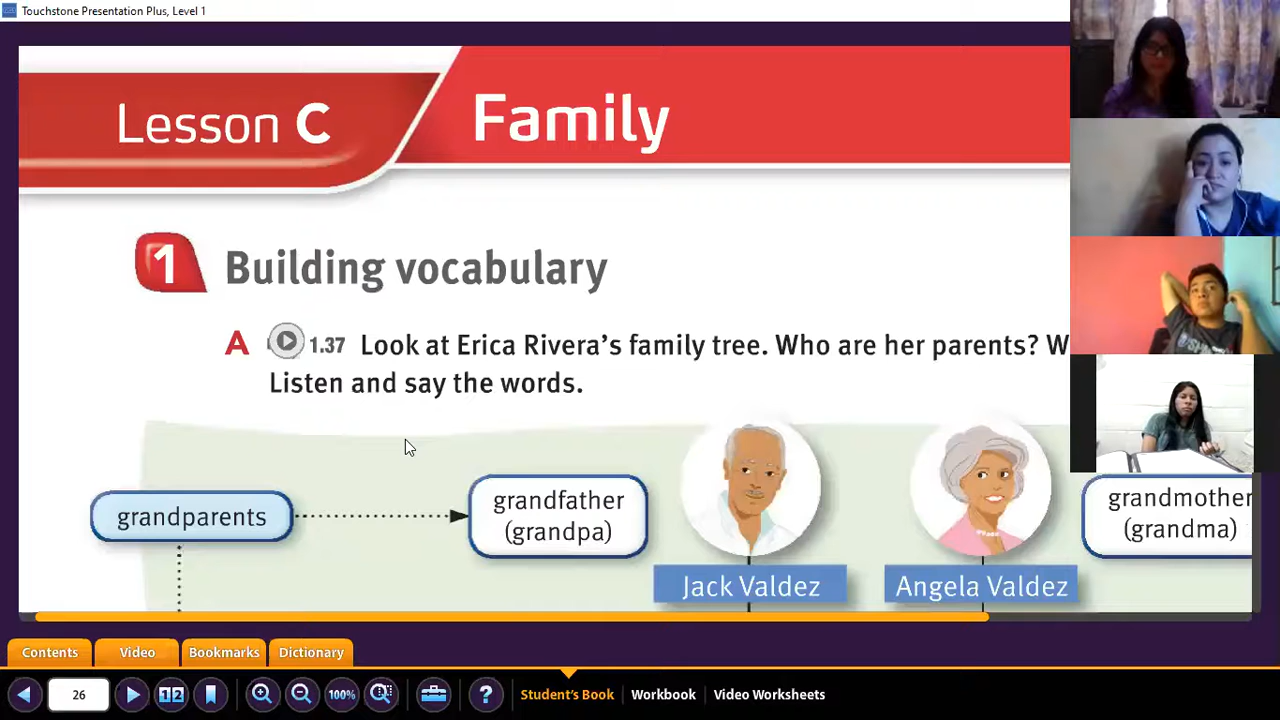 Touchstone Presentation Plus, Level 1
Lesson C
Family
1 Building vocabulary
A 1.37 Look at Erica Rivera's family tree. Who are her parents? W
Listen and say the words.
grandparents
grandfather
(grandpa)
Jack Valdez
Angela Valdez
grandmother
(grandma)
Contents Video Bookmarks Dictionary
26 1 2 100% ? Student's Book Workbook Video Worksheets